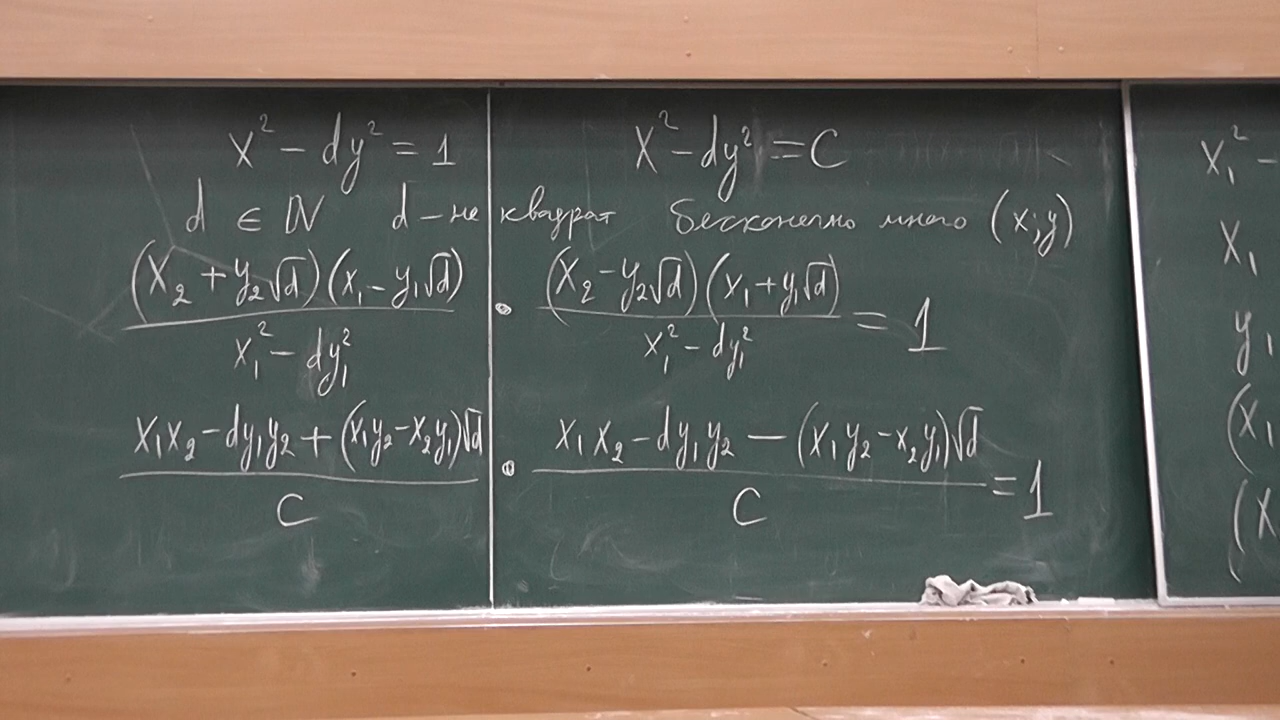 x² − dy² = 1 x² − dy² = C
d ∈ ℕ d − не квадрат бесконечно много (x; y)
(x₂ + y₂√d)(x₁ − y₁√d) / (x₁² − dy₁²) · (x₂ − y₂√d)(x₁ + y₁√d) / (x₁² − dy₁²) = 1
(x₁x₂ − dy₁y₂ + (x₁y₂ − x₂y₁)√d) / C · (x₁x₂ − dy₁y₂ − (x₁y₂ − x₂y₁)√d) / C = 1
x₁² −
x₁
y₁
(x₁
(x